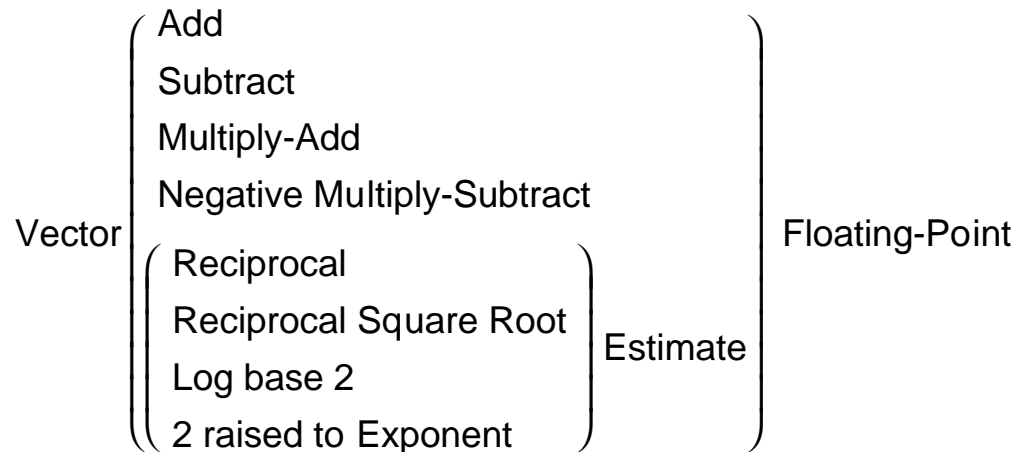 Add
Subtract
Multiply-Add
Negative Multiply-Subtract
Vector
Floating-Point
Reciprocal
Reciprocal Square Root
Estimate
Log base 2
2 raised to Exponent